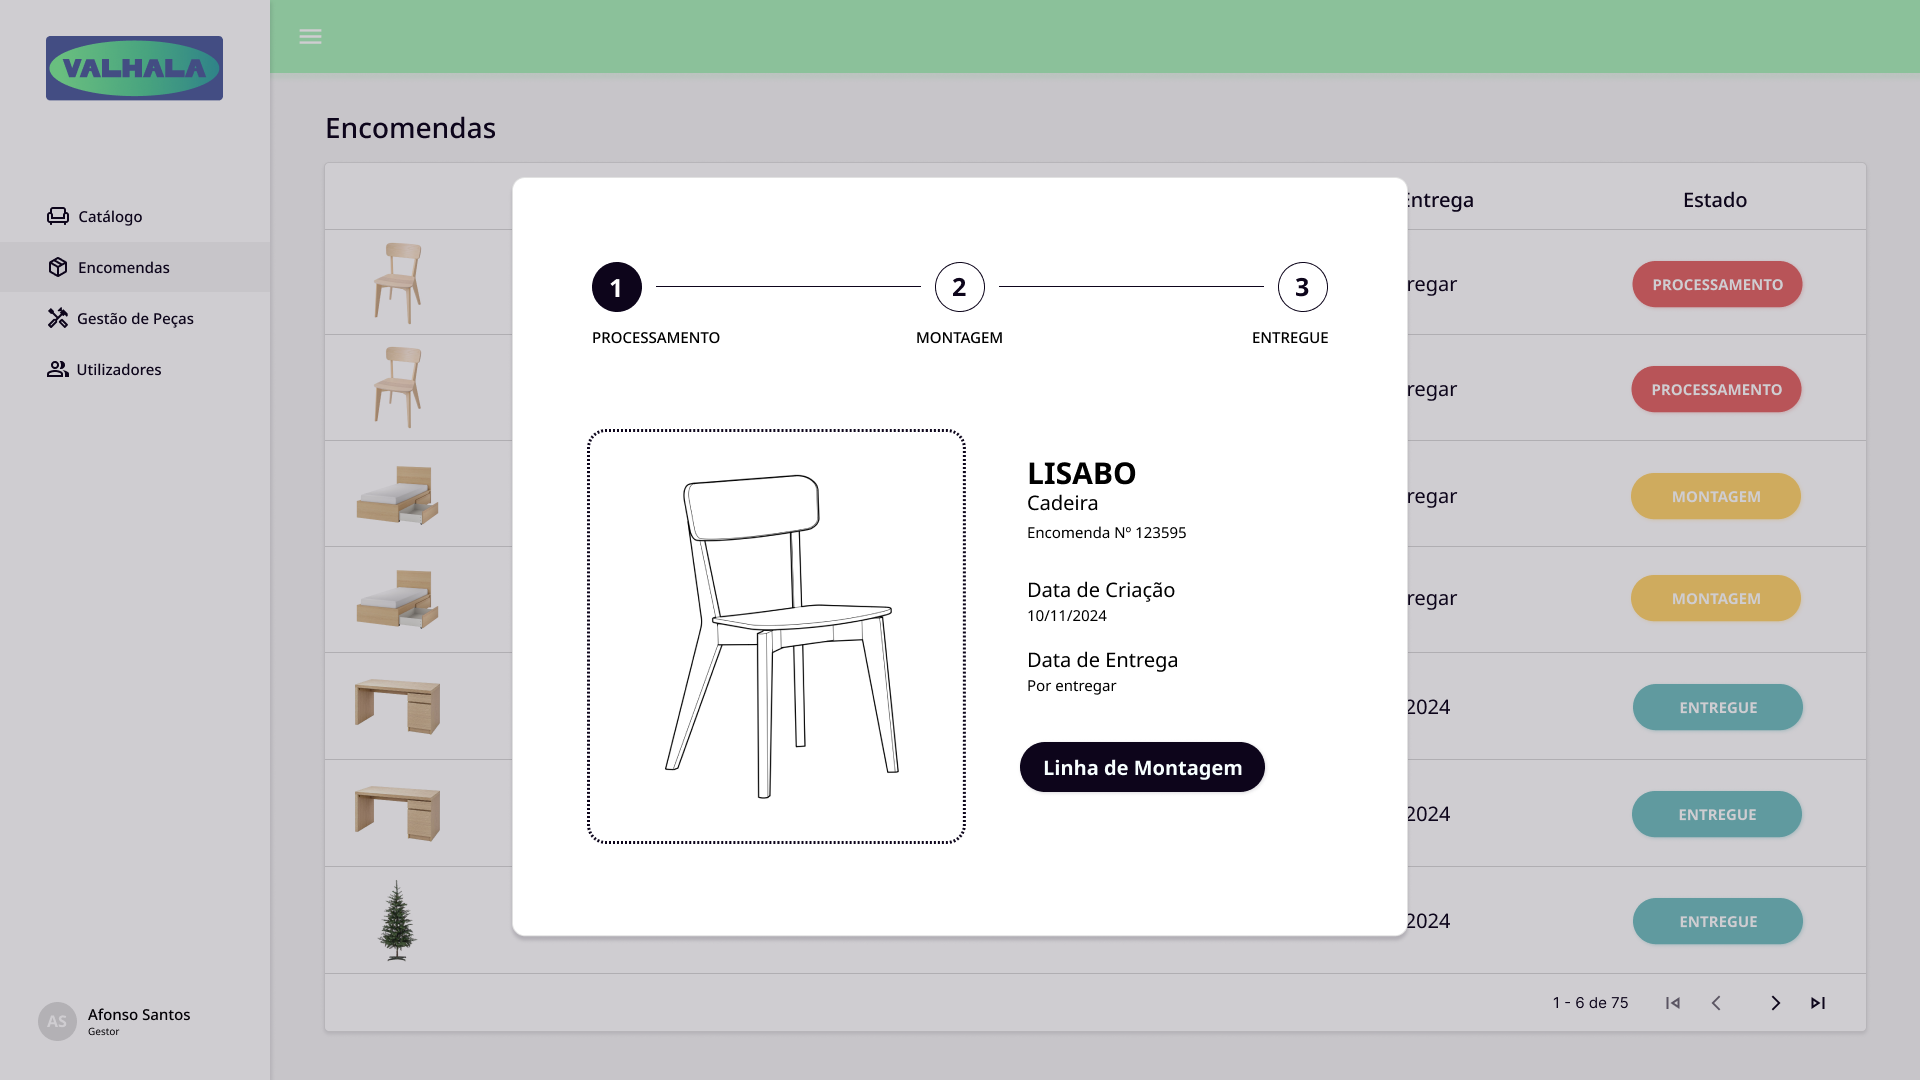 VALHALA
Catálogo
Encomendas
Gestão de Peças
Utilizadores
AS
Afonso Santos
Gestor
Encomendas
Entrega
Estado
regar
PROCESSAMENTO
regar
PROCESSAMENTO
regar
MONTAGEM
regar
MONTAGEM
2024
ENTREGUE
2024
ENTREGUE
2024
ENTREGUE
1 - 6 de 75
1
2
3
PROCESSAMENTO
MONTAGEM
ENTREGUE
LISABO
Cadeira
Encomenda Nº 123595
Data de Criação
10/11/2024
Data de Entrega
Por entregar
Linha de Montagem